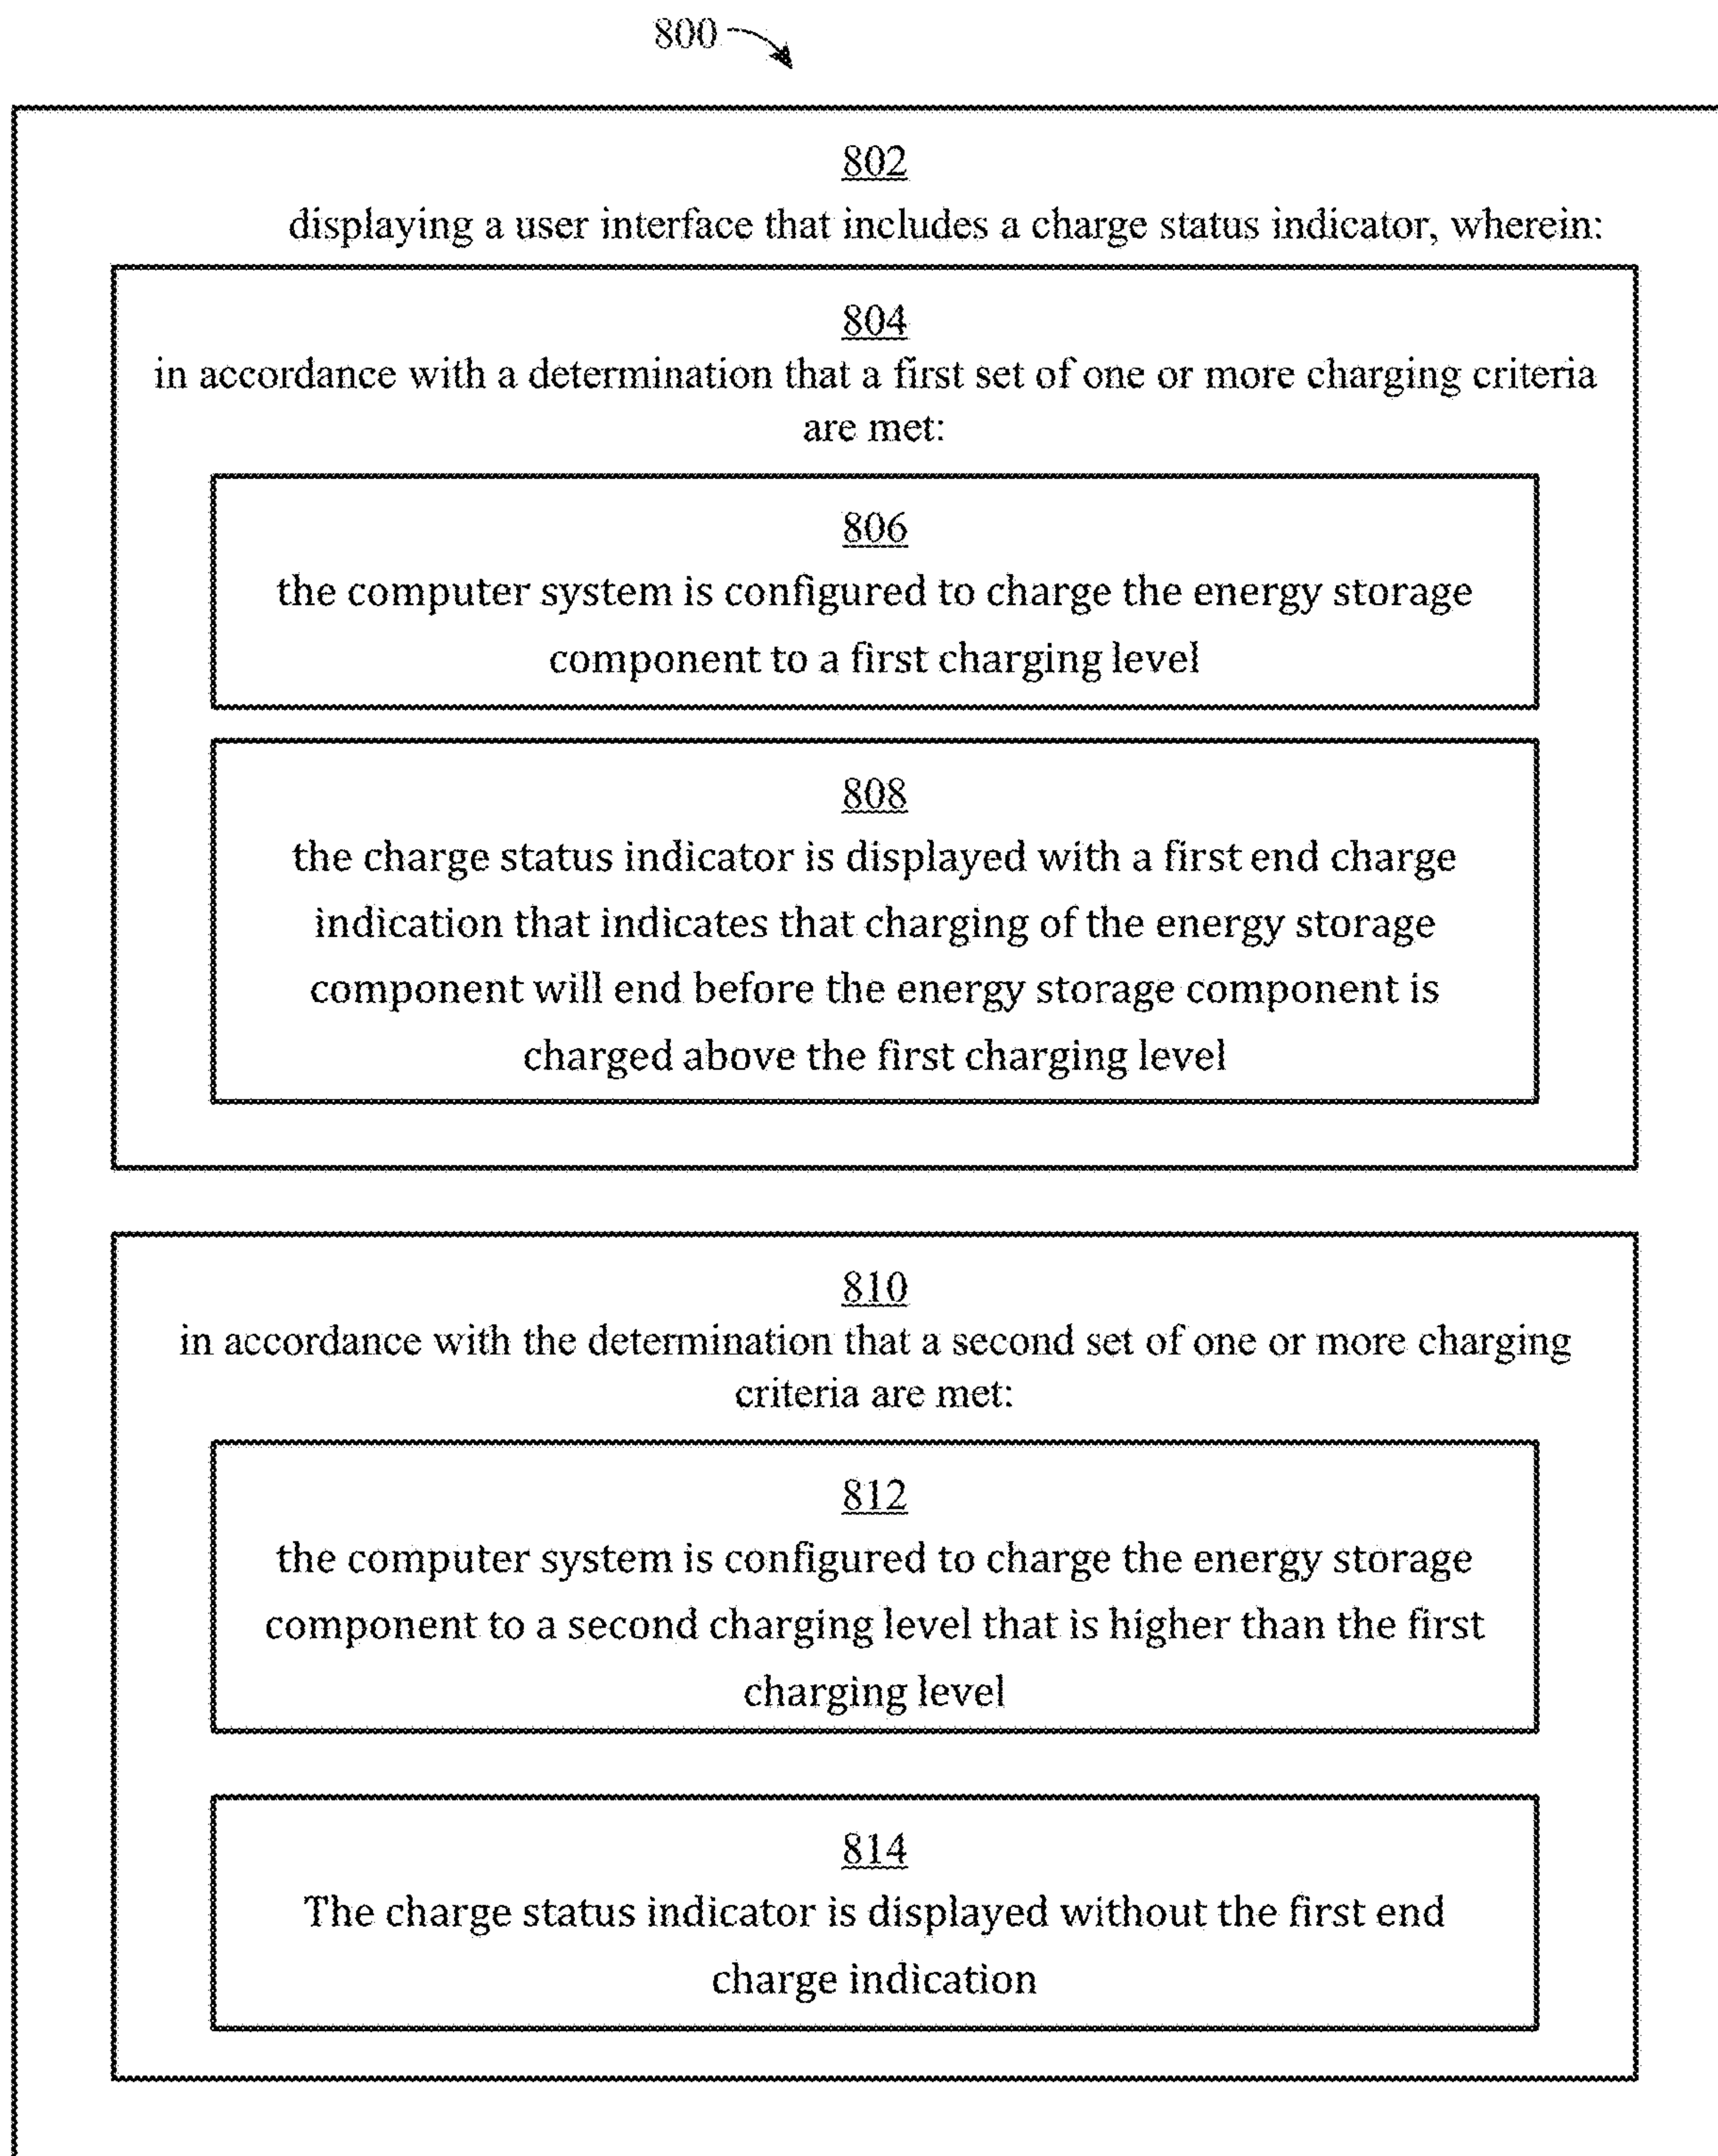 800
802
displaying a user interface that includes a charge status indicator, wherein:
804
in accordance with a determination that a first set of one or more charging criteria
are met:
806
the computer system is configured to charge the energy storage
component to a first charging level
808
the charge status indicator is displayed with a first end charge
indication that indicates that charging of the energy storage
component will end before the energy storage component is
charged above the first charging level
810
in accordance with the determination that a second set of one or more charging
criteria are met:
812
the computer system is configured to charge the energy storage
component to a second charging level that is higher than the first
charging level
814
The charge status indicator is displayed without the first end
charge indication